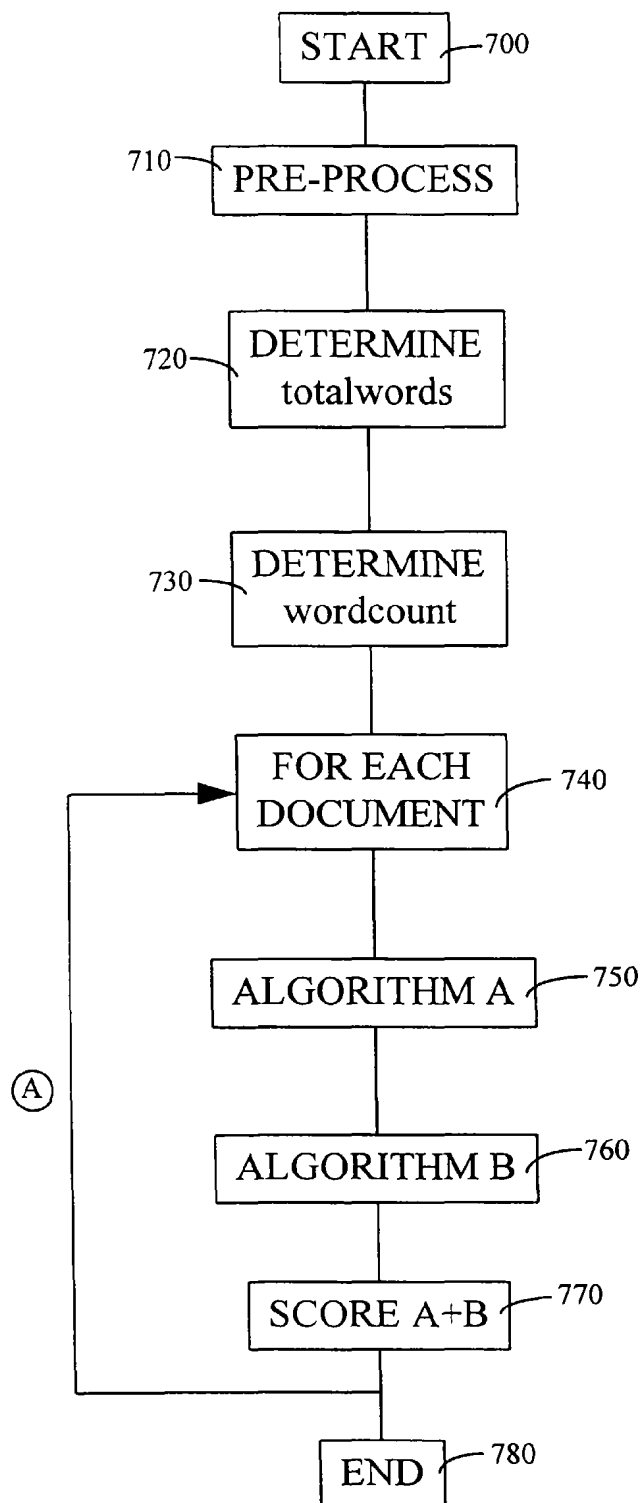 START
700
710
PRE-PROCESS
720
DETERMINE
totalwords
730
DETERMINE
wordcount
FOR EACH
DOCUMENT
740
ALGORITHM A
750
A
ALGORITHM B
760
SCORE A+B
770
END
780